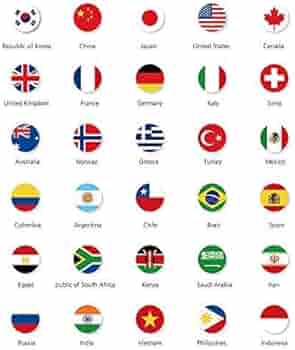 Republic of Korea China Japan United States Canada
United Kingdom France Germany Italy Swiss
Australia Norway Greece Turkey Mexico
Colombia Argentina Chile Brazil Spain
Egypt public of South Africa Kenya Saudi Arabia Iran
Russia India Vietnam Philippines Indonesia